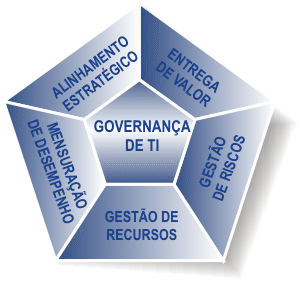 ALINHAMENTO
ESTRATÉGICO
ENTREGA
DE VALOR
GOVERNANÇA
DE TI
MENSURAÇÃO
DE DESEMPENHO
GESTÃO
DE RISCOS
GESTÃO DE
RECURSOS